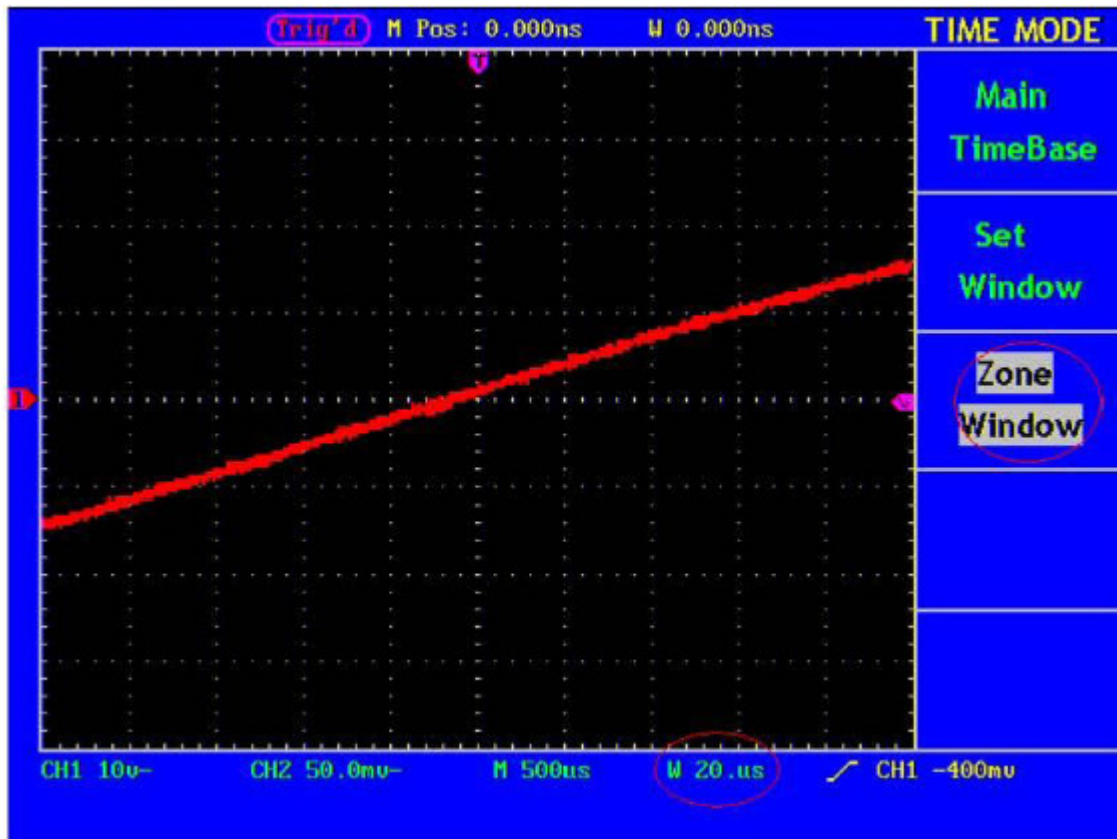 Trig'd M Pos: 0.000ns W 0.000ns TIME MODE
T
Main
TimeBase
Set
Window
1
Zone
Window
CH1 10v- CH2 50.0mv- M 500us W 20.us CH1 -400mv